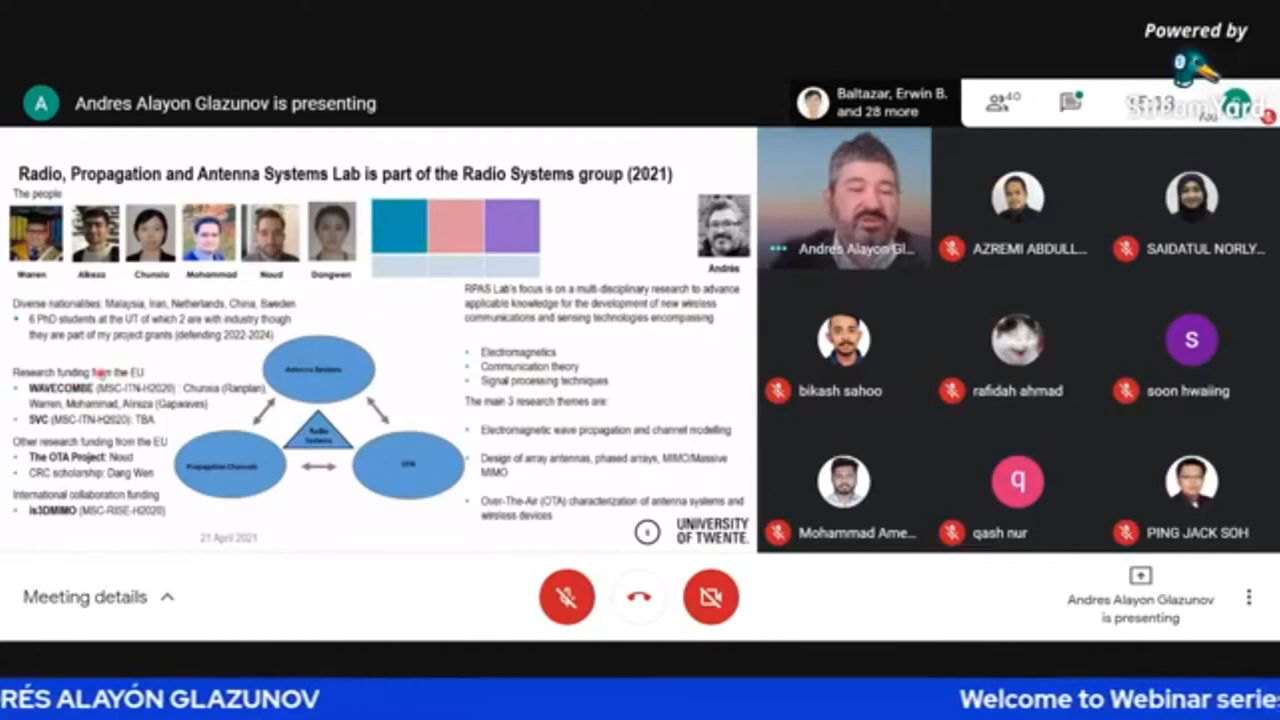 Powered by
StreamYard
A
Andres Alayon Glazunov is presenting
Baltazar, Erwin B.
and 28 more
40
You
Radio, Propagation and Antenna Systems Lab is part of the Radio Systems group (2021)
The people
Warren
Alireza
Chunxia
Mohammad
Noud
Dangwen
Andrés
Diverse nationalities: Malaysia, Iran, Netherlands, China, Sweden
• 6 PhD students at the UT of which 2 are with industry though
they are part of my project grants (defending 2022-2024)
Research funding from the EU
• WAVECOMBE (MSC-ITN-H2020) : Chunxia (Ranplan),
Warren, Mohammad, Alireza (Gapwaves)
• 5VC (MSC-ITN-H2020): TBA
Other research funding from the EU
• The OTA Project: Noud
• CRC scholarship: Dang Wen
International collaboration funding
• is3DMIMO (MSC-RISE-H2020)
Antenna Systems
Radio
Systems
Propagation Channels
OTA
RPAS Lab's focus is on a multi-disciplinary research to advance
applicable knowledge for the development of new wireless
communications and sensing technologies encompassing
• Electromagnetics
• Communication theory
• Signal processing techniques
The main 3 research themes are:
• Electromagnetic wave propagation and channel modelling
• Design of array antennas, phased arrays, MIMO/Massive
MIMO
• Over-The-Air (OTA) characterization of antenna systems and
wireless devices
21 April 2021
UNIVERSITY
OF TWENTE.
Andres Alayon Gl...
AZREMI ABDULL...
SAIDATUL NORLY...
bikash sahoo
rafidah ahmad
s
soon hwaiing
Mohammad Ame...
q
qash nur
PING JACK SOH
Meeting details
Andres Alayon Glazunov
is presenting
RÉS ALAYÓN GLAZUNOV
Welcome to Webinar series